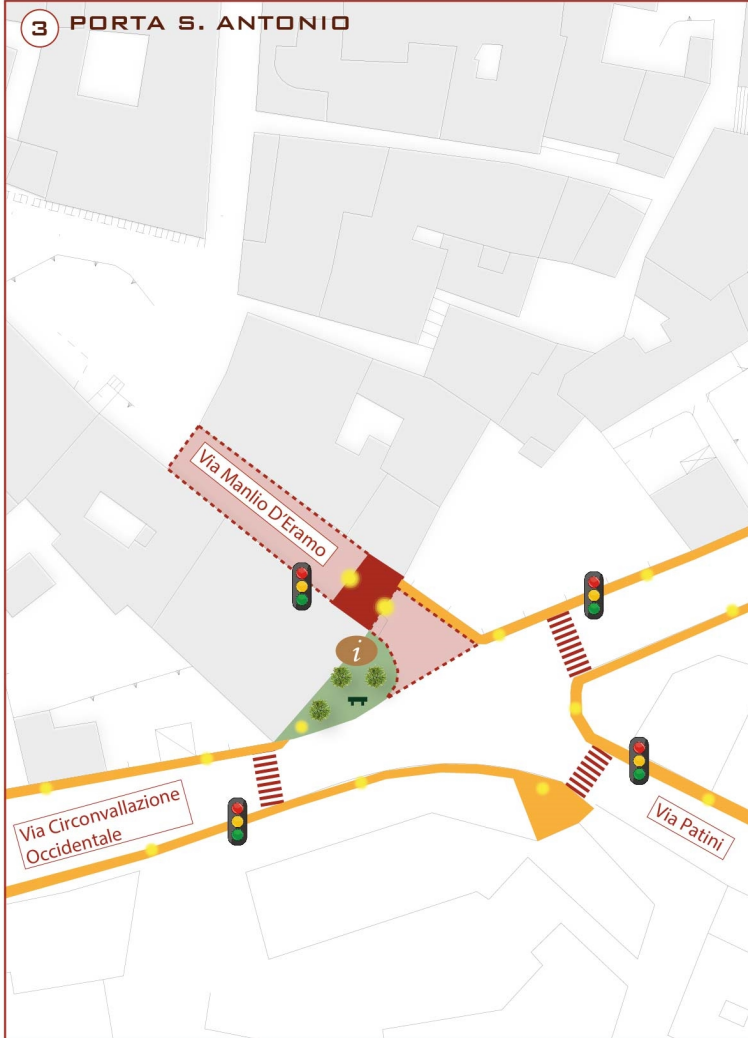 3 PORTA S. ANTONIO
Via Manlio D'Eramo
i
Via Circonvallazione
Occidentale
Via Patini